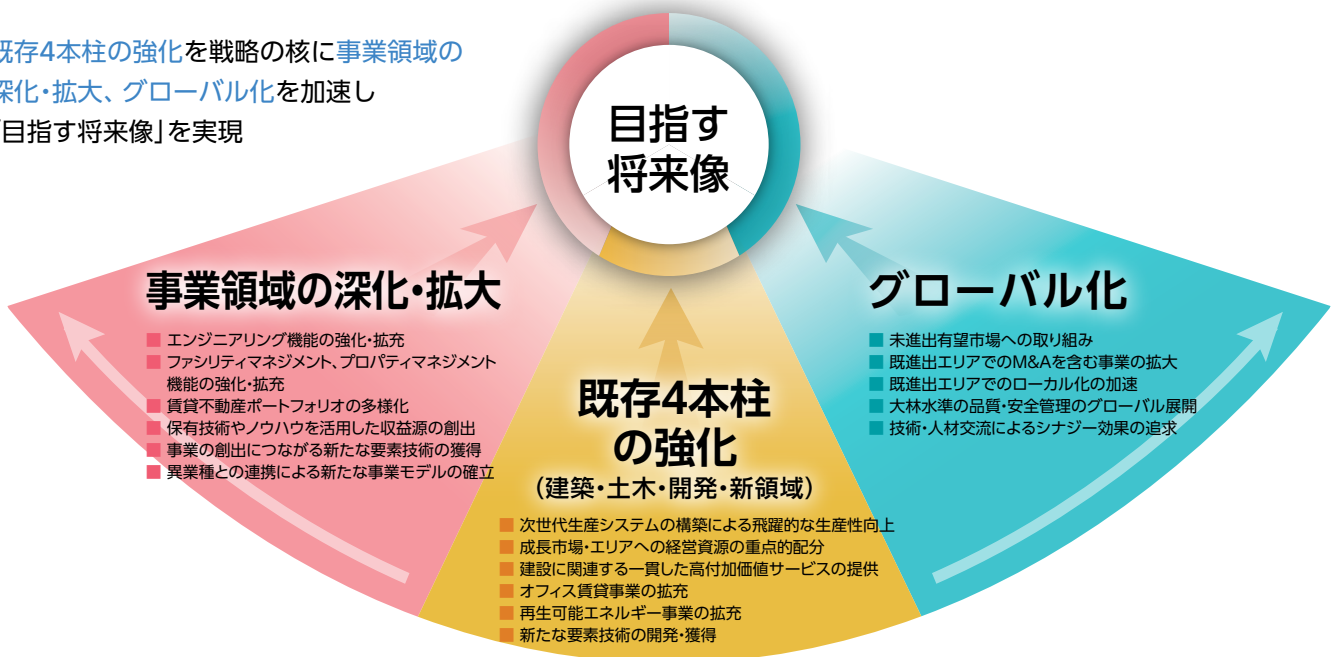 既存4本柱の強化を戦略の核に事業領域の
深化・拡大、グローバル化を加速し
「目指す将来像」を実現
目指す
将来像
事業領域の深化・拡大
■ エンジニアリング機能の強化・拡充
■ ファシリティマネジメント、プロパティマネジメント
機能の強化・拡充
■ 賃貸不動産ポートフォリオの多様化
■ 保有技術やノウハウを活用した収益源の創出
■ 事業の創出につながる新たな要素技術の獲得
■ 異業種との連携による新たな事業モデルの確立
既存4本柱
の強化
（建築・土木・開発・新領域）
■ 次世代生産システムの構築による飛躍的な生産性向上
■ 成長市場・エリアへの経営資源の重点的配分
■ 建設に関連する一貫した高付加価値サービスの提供
■ オフィス賃貸事業の拡充
■ 再生可能エネルギー事業の拡充
■ 新たな要素技術の開発・獲得
グローバル化
■ 未進出有望市場への取り組み
■ 既進出エリアでのM&Aを含む事業の拡大
■ 既進出エリアでのローカル化の加速
■ 大林水準の品質・安全管理のグローバル展開
■ 技術・人材交流によるシナジー効果の追求